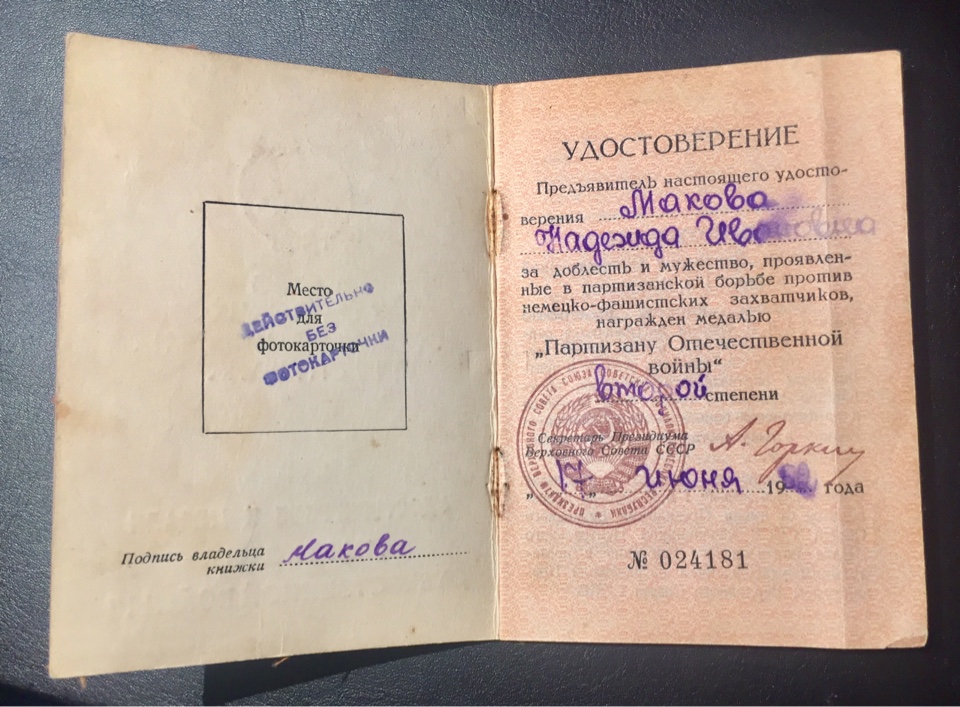 Место
для
фотокарточки
ДЕЙСТВИТЕЛЬНО
БЕЗ
ФОТОКАРТОЧКИ
Подпись владельца
книжки Макова
УДОСТОВЕРЕНИЕ
Предъявитель настоящего удосто-
верения Макова
Надежда Ивановна
за доблесть и мужество, проявлен-
ные в партизанской борьбе против
немецко-фашистских захватчиков,
награжден медалью
„Партизану Отечественной
войны“
второй степени
Секретарь Президиума
Верховного Совета СССР А. Горкин
„17“ июня 19 года
№ 024181